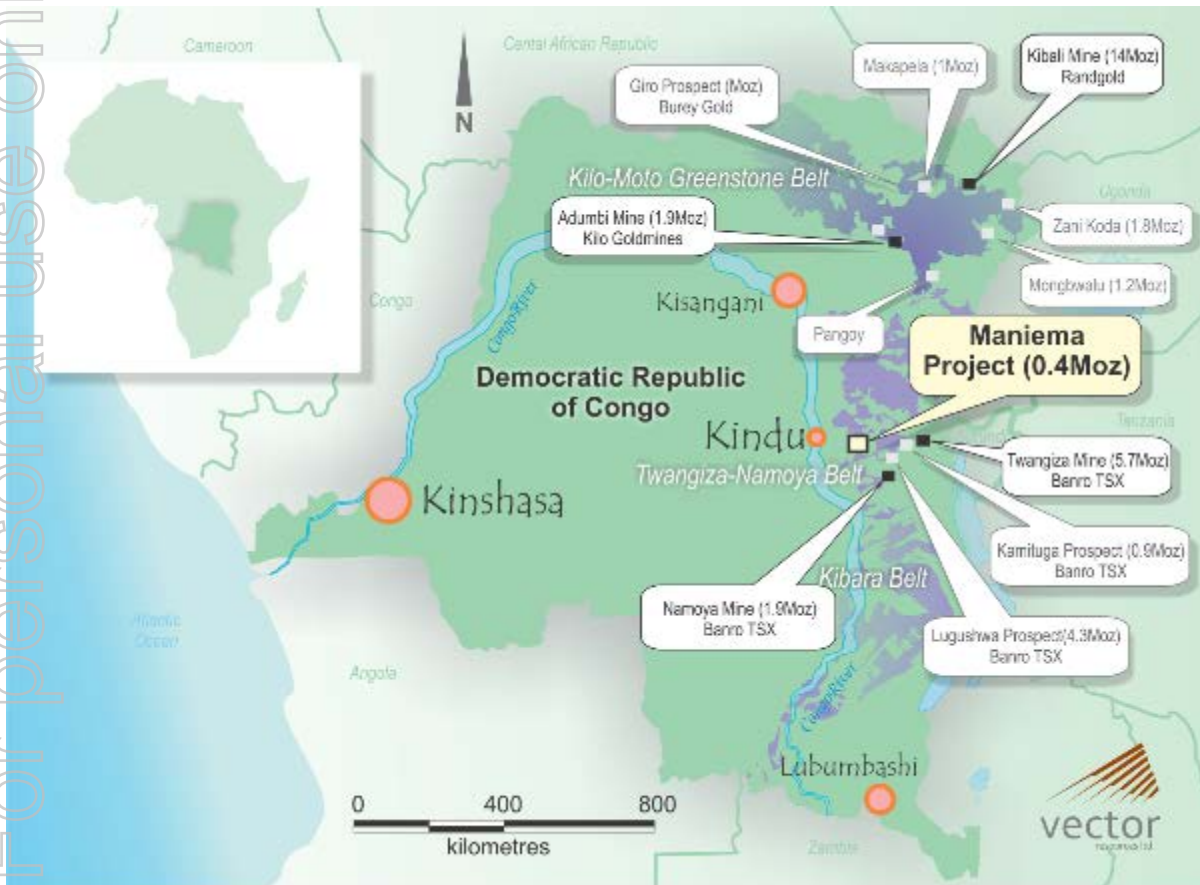 For personal use on
Cameroon
Cental African Republic
N
Giro Prospect (Moz)
Burey Gold
Makapela (1Moz)
Kibali Mine (14Moz)
Randgold
Kilo-Moto Greenstone Belt
Uganda
Adumbi Mine (1.9Moz)
Kilo Goldmines
Zani Koda (1.8Moz)
Mongbwalu (1.2Moz)
Congo
Congo River
Kisangani
Pangoy
Maniema
Project (0.4Moz)
Democratic Republic
of Congo
Kindu
Tanzania
Twangiza-Namoya Belt
Twangiza Mine (5.7Moz)
Banro TSX
Kinshasa
Kamituga Prospect (0.9Moz)
Banro TSX
Kibara Belt
Namoya Mine (1.9Moz)
Banro TSX
Lugushwa Prospect(4.3Moz)
Banro TSX
Atlantic
Ocean
Angola
Congo River
Lubumbashi
0 400 800
kilometres
Zambia
vector
resources ltd